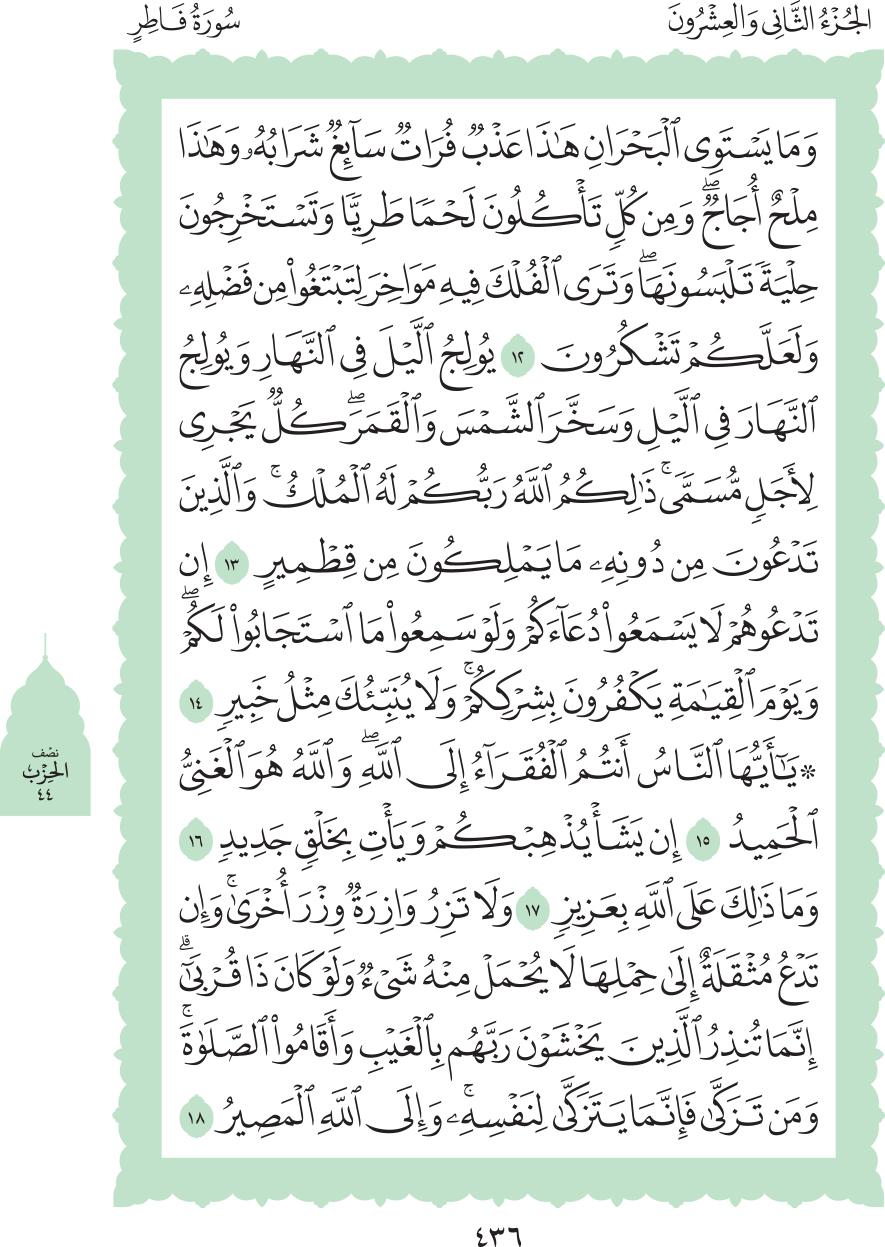 الجُزْءُ الثَّانِي وَالعِشْرُونَ
سُورَةُ فَاطِرٍ
وَمَا يَسْتَوِى ٱلْبَحْرَانِ هَٰذَا عَذْبٌ فُرَاتٌ سَآئِغٌ شَرَابُهُۥ وَهَٰذَا
مِلْحٌ أُجَاجٌ ۖ وَمِن كُلٍّ تَأْكُلُونَ لَحْمًا طَرِيًّا وَتَسْتَخْرِجُونَ
حِلْيَةً تَلْبَسُونَهَا ۖ وَتَرَى ٱلْفُلْكَ فِيهِ مَوَاخِرَ لِتَبْتَغُوا۟ مِن فَضْلِهِۦ
وَلَعَلَّكُمْ تَشْكُرُونَ ١٢ يُولِجُ ٱلَّيْلَ فِى ٱلنَّهَارِ وَيُولِجُ
ٱلنَّهَارَ فِى ٱلَّيْلِ وَسَخَّرَ ٱلشَّمْسَ وَٱلْقَمَرَ ۖ كُلٌّ يَجْرِى
لِأَجَلٍ مُّسَمًّى ۚ ذَٰلِكُمُ ٱللَّهُ رَبُّكُمْ لَهُ ٱلْمُلْكُ ۚ وَٱلَّذِينَ
تَدْعُونَ مِن دُونِهِۦ مَا يَمْلِكُونَ مِن قِطْمِيرٍ ١٣ إِن
تَدْعُوهُمْ لَا يَسْمَعُوا۟ دُعَآءَكُمْ وَلَوْ سَمِعُوا۟ مَا ٱسْتَجَابُوا۟ لَكُمْ ۖ
وَيَوْمَ ٱلْقِيَٰمَةِ يَكْفُرُونَ بِشِرْكِكُمْ ۚ وَلَا يُنَبِّئُكَ مِثْلُ خَبِيرٍ ١٤
۞ يَٰٓأَيُّهَا ٱلنَّاسُ أَنتُمُ ٱلْفُقَرَآءُ إِلَى ٱللَّهِ ۖ وَٱللَّهُ هُوَ ٱلْغَنِىُّ
ٱلْحَمِيدُ ١٥ إِن يَشَأْ يُذْهِبْكُمْ وَيَأْتِ بِخَلْقٍ جَدِيدٍ ١٦
وَمَا ذَٰلِكَ عَلَى ٱللَّهِ بِعَزِيزٍ ١٧ وَلَا تَزِرُ وَازِرَةٌ وِزْرَ أُخْرَىٰ ۚ وَإِن
تَدْعُ مُثْقَلَةٌ إِلَىٰ حِمْلِهَا لَا يُحْمَلْ مِنْهُ شَىْءٌ وَلَوْ كَانَ ذَا قُرْبَىٰٓ ۗ
إِنَّمَا تُنذِرُ ٱلَّذِينَ يَخْشَوْنَ رَبَّهُم بِٱلْغَيْبِ وَأَقَامُوا۟ ٱلصَّلَوٰةَ ۚ
وَمَن تَزَكَّىٰ فَإِنَّمَا يَتَزَكَّىٰ لِنَفْسِهِۦ ۚ وَإِلَى ٱللَّهِ ٱلْمَصِيرُ ١٨
نِصْف
الحِزْب
٤٤
٤٣٦